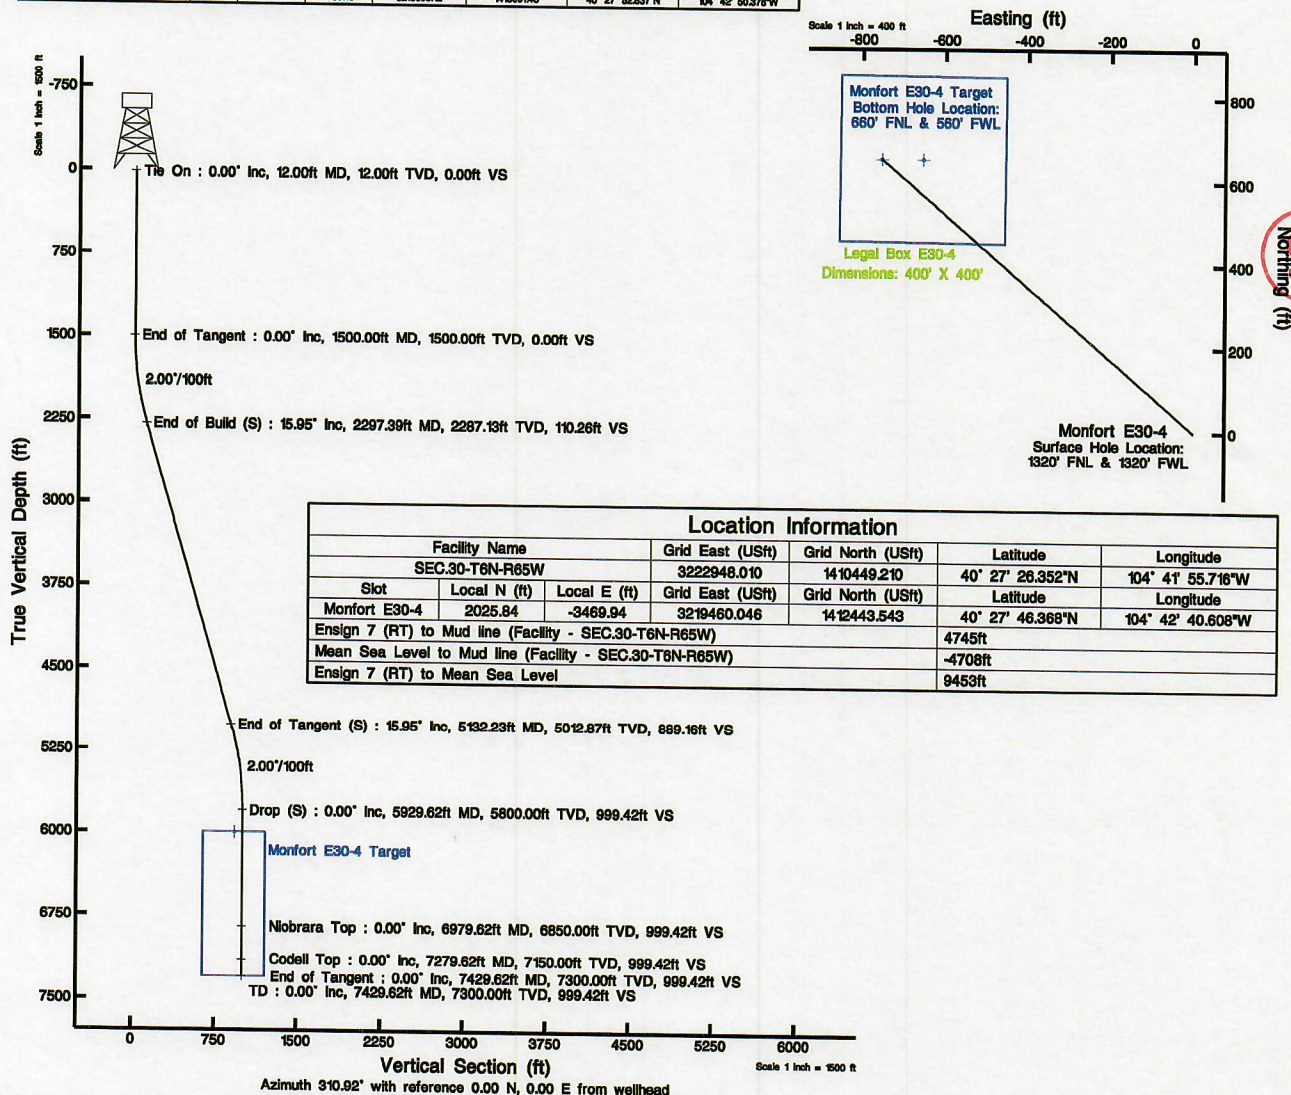 40° 27' 52.837"N 104° 42' 50.378"W
Scale 1 inch = 1500 ft
-750
0
750
1500
2250
3000
3750
4500
5250
6000
6750
7500
True Vertical Depth (ft)
Tie On : 0.00° Inc, 12.00ft MD, 12.00ft TVD, 0.00ft VS
End of Tangent : 0.00° Inc, 1500.00ft MD, 1500.00ft TVD, 0.00ft VS
2.00°/100ft
End of Build (S) : 15.95° Inc, 2297.39ft MD, 2287.13ft TVD, 110.26ft VS
End of Tangent (S) : 15.95° Inc, 5132.23ft MD, 5012.87ft TVD, 889.16ft VS
2.00°/100ft
Drop (S) : 0.00° Inc, 5929.62ft MD, 5800.00ft TVD, 999.42ft VS
Monfort E30-4 Target
Niobrara Top : 0.00° Inc, 6979.62ft MD, 6850.00ft TVD, 999.42ft VS
Codell Top : 0.00° Inc, 7279.62ft MD, 7150.00ft TVD, 999.42ft VS
End of Tangent : 0.00° Inc, 7429.62ft MD, 7300.00ft TVD, 999.42ft VS
TD : 0.00° Inc, 7429.62ft MD, 7300.00ft TVD, 999.42ft VS
0 750 1500 2250 3000 3750 4500 5250 6000
Vertical Section (ft)
Scale 1 inch = 1500 ft
Azimuth 310.92° with reference 0.00 N, 0.00 E from wellhead
Easting (ft)
Scale 1 inch = 400 ft
-800 -600 -400 -200 0
Monfort E30-4 Target
Bottom Hole Location:
660' FNL & 560' FWL
Legal Box E30-4
Dimensions: 400' X 400'
800
600
400
200
0
Northing (ft)
Monfort E30-4
Surface Hole Location:
1320' FNL & 1320' FWL
Location Information
Facility Name Grid East (USft) Grid North (USft) Latitude Longitude
SEC.30-T6N-R65W 3222948.010 1410449.210 40° 27' 26.352"N 104° 41' 55.716"W
Slot Local N (ft) Local E (ft) Grid East (USft) Grid North (USft) Latitude Longitude
Monfort E30-4 2025.84 -3469.94 3219460.046 1412443.543 40° 27' 46.368"N 104° 42' 40.608"W
Ensign 7 (RT) to Mud line (Facility - SEC.30-T6N-R65W) 4745ft
Mean Sea Level to Mud line (Facility - SEC.30-T6N-R65W) -4708ft
Ensign 7 (RT) to Mean Sea Level 9453ft